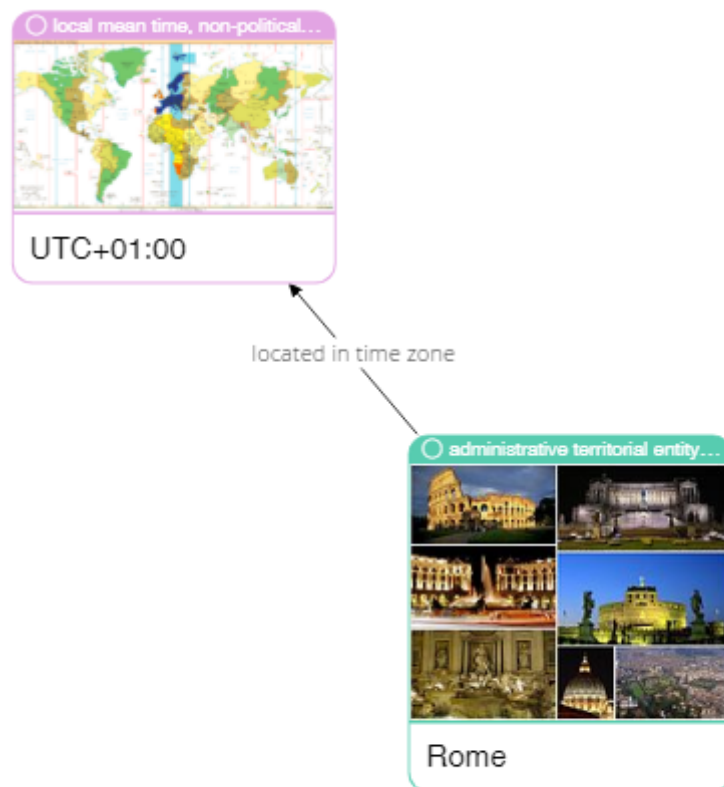 local mean time, non-political...
UTC+01:00
located in time zone
administrative territorial entity...
Rome